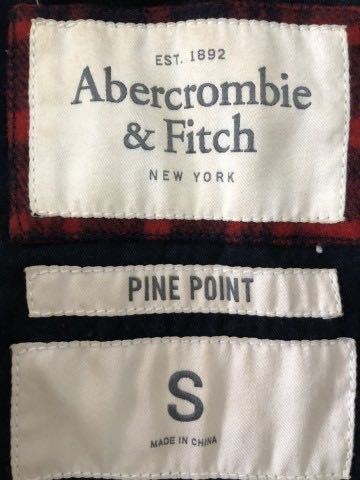 EST. 1892
Abercrombie
& Fitch
NEW YORK
PINE POINT
S
MADE IN CHINA